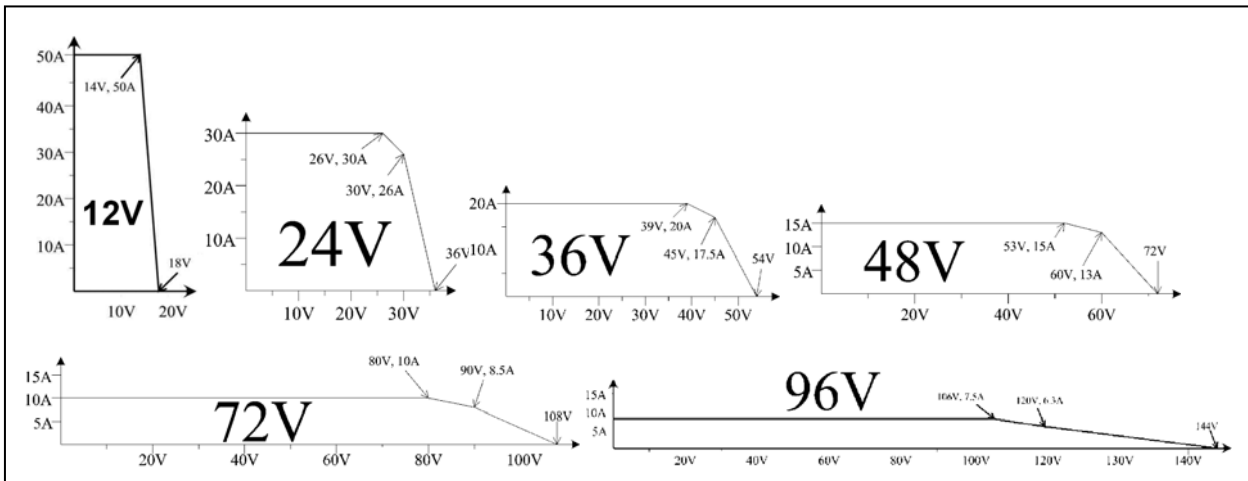 50A
14V, 50A
40A
30A
20A
12V
10A
18V
10V 20V
30A
26V, 30A
30V, 26A
20A
24V
10A
36V
10V 20V 30V
20A
39V, 20A
10A
36V
45V, 17.5A
54V
10V 20V 30V 40V 50V
15A
10A
5A
48V
53V, 15A
60V, 13A
72V
20V 40V 60V
80V, 10A
90V, 8.5A
15A
10A
5A
72V
108V
20V 40V 60V 80V 100V
96V
106V, 7.5A
120V, 6.3A
15A
10A
5A
144V
20V 40V 60V 80V 100V 120V 140V